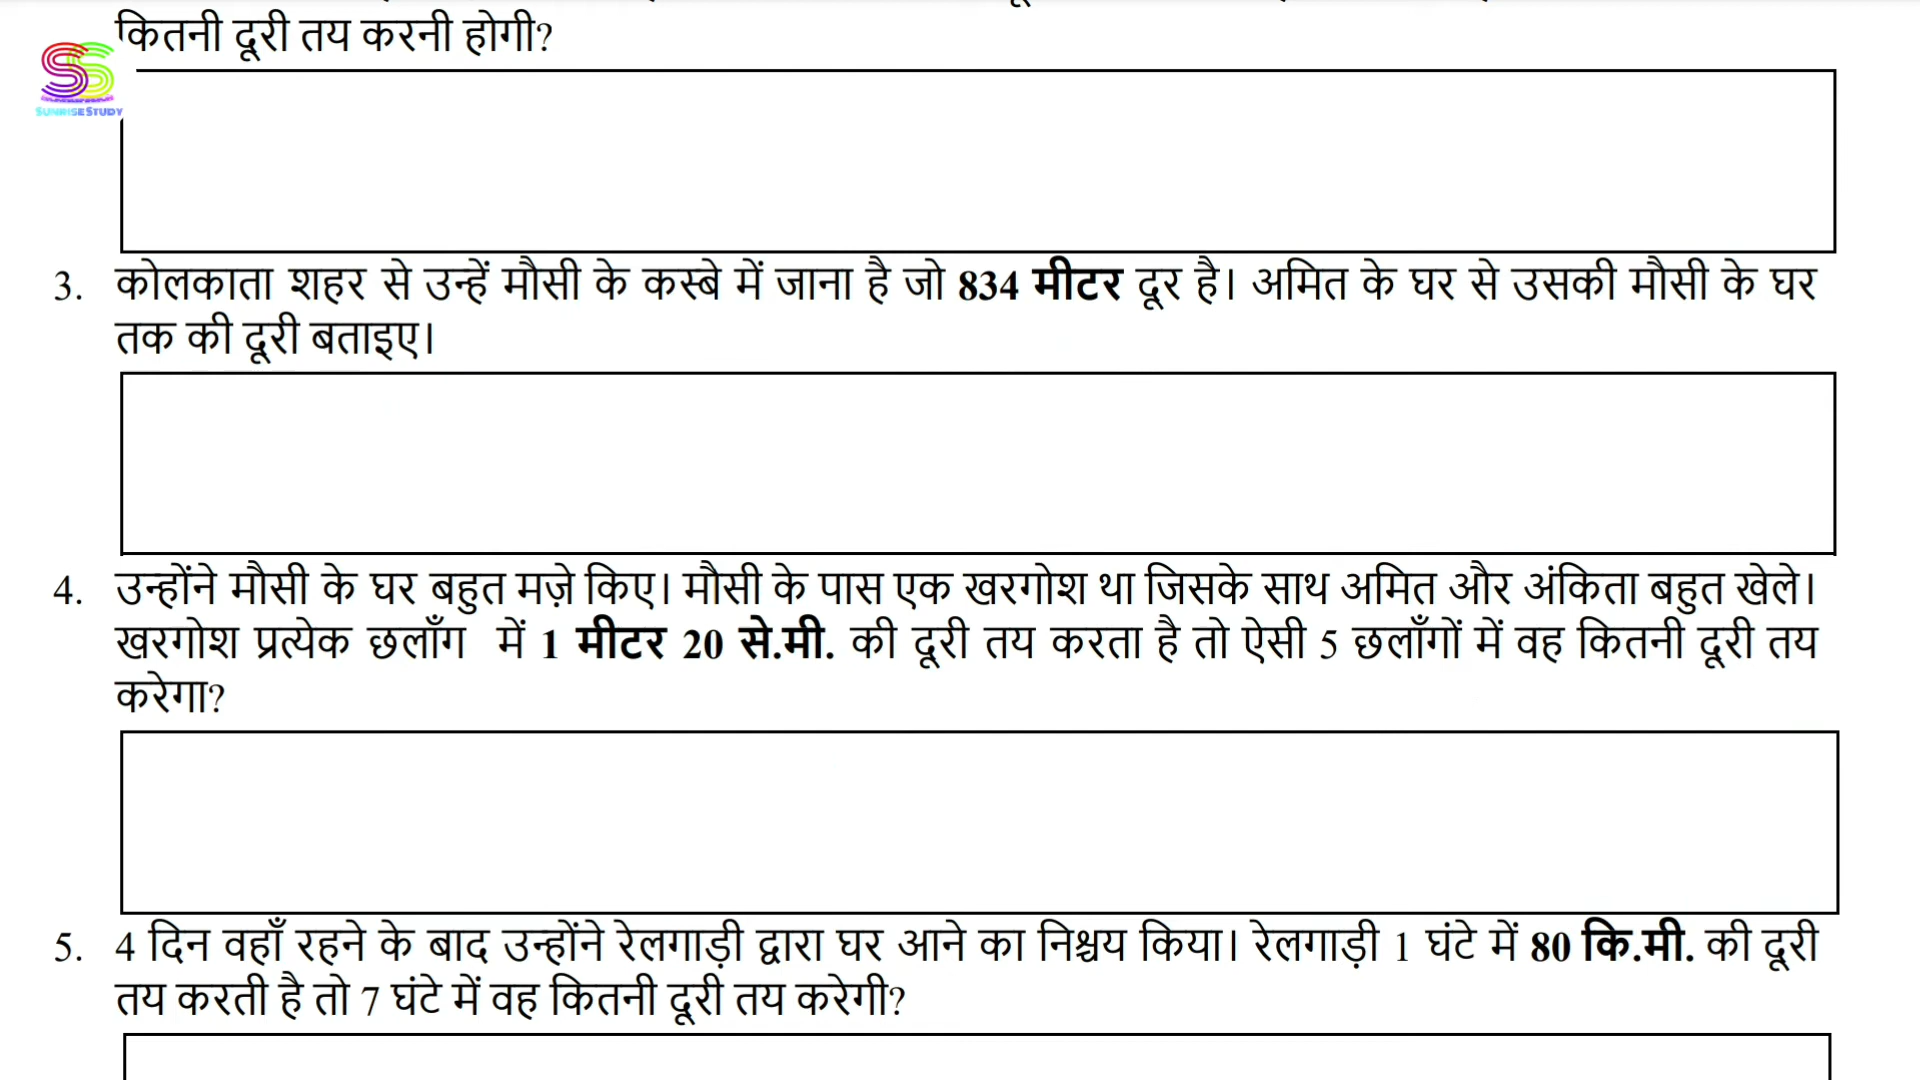 कितनी दूरी तय करनी होगी?
SUNRISE STUDY
3. कोलकाता शहर से उन्हें मौसी के कस्बे में जाना है जो 834 मीटर दूर है। अमित के घर से उसकी मौसी के घर
तक की दूरी बताइए।
4. उन्होंने मौसी के घर बहुत मज़े किए। मौसी के पास एक खरगोश था जिसके साथ अमित और अंकिता बहुत खेले।
खरगोश प्रत्येक छलाँग में 1 मीटर 20 से.मी. की दूरी तय करता है तो ऐसी 5 छलाँगों में वह कितनी दूरी तय
करेगा?
5. 4 दिन वहाँ रहने के बाद उन्होंने रेलगाड़ी द्वारा घर आने का निश्चय किया। रेलगाड़ी 1 घंटे में 80 कि.मी. की दूरी
तय करती है तो 7 घंटे में वह कितनी दूरी तय करेगी?